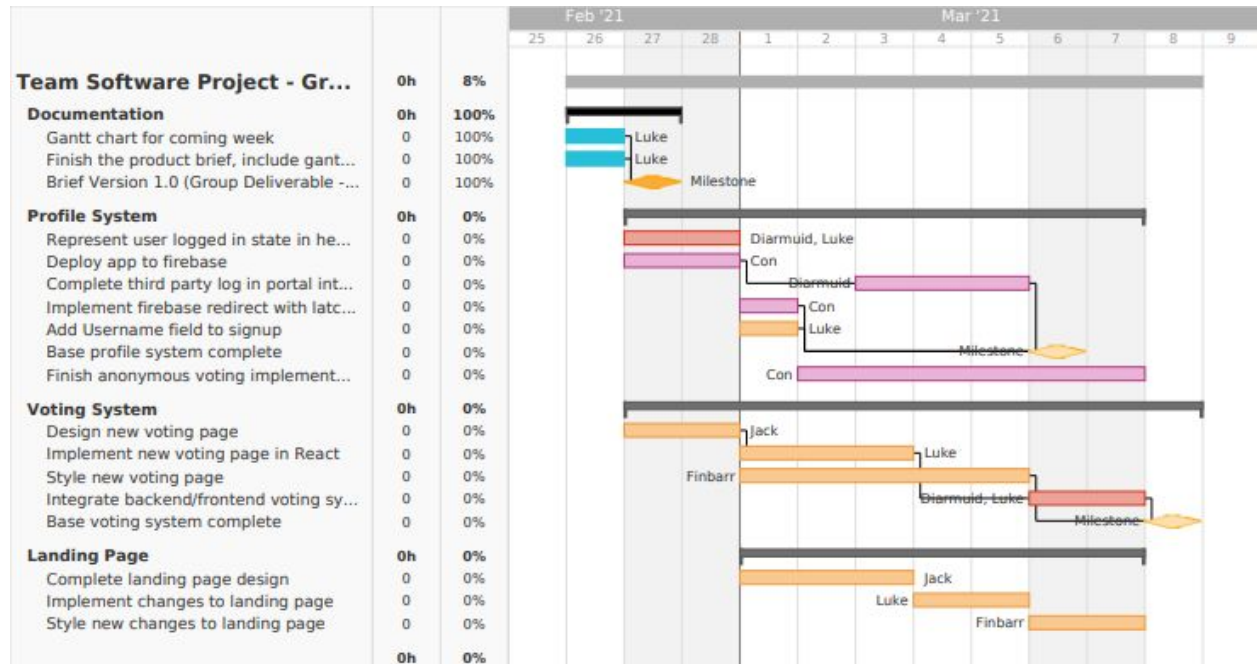 Feb '21 Mar '21
25 26 27 28 1 2 3 4 5 6 7 8 9
Team Software Project - Gr... 0h 8%
Documentation 0h 100%
Gantt chart for coming week 0 100% Luke
Finish the product brief, include gant... 0 100% Luke
Brief Version 1.0 (Group Deliverable -... 0 100% Milestone
Profile System 0h 0%
Represent user logged in state in he... 0 0% Diarmuid, Luke
Deploy app to firebase 0 0% Con
Complete third party log in portal int... 0 0% Diarmuid
Implement firebase redirect with latc... 0 0% Con
Add Username field to signup 0 0% Luke
Base profile system complete 0 0% Milestone
Finish anonymous voting implement... 0 0% Con
Voting System 0h 0%
Design new voting page 0 0% Jack
Implement new voting page in React 0 0% Luke
Style new voting page 0 0% Finbarr
Integrate backend/frontend voting sy... 0 0% Diarmuid, Luke
Base voting system complete 0 0% Milestone
Landing Page 0h 0%
Complete landing page design 0 0% Jack
Implement changes to landing page 0 0% Luke
Style new changes to landing page 0 0% Finbarr
0h 0%